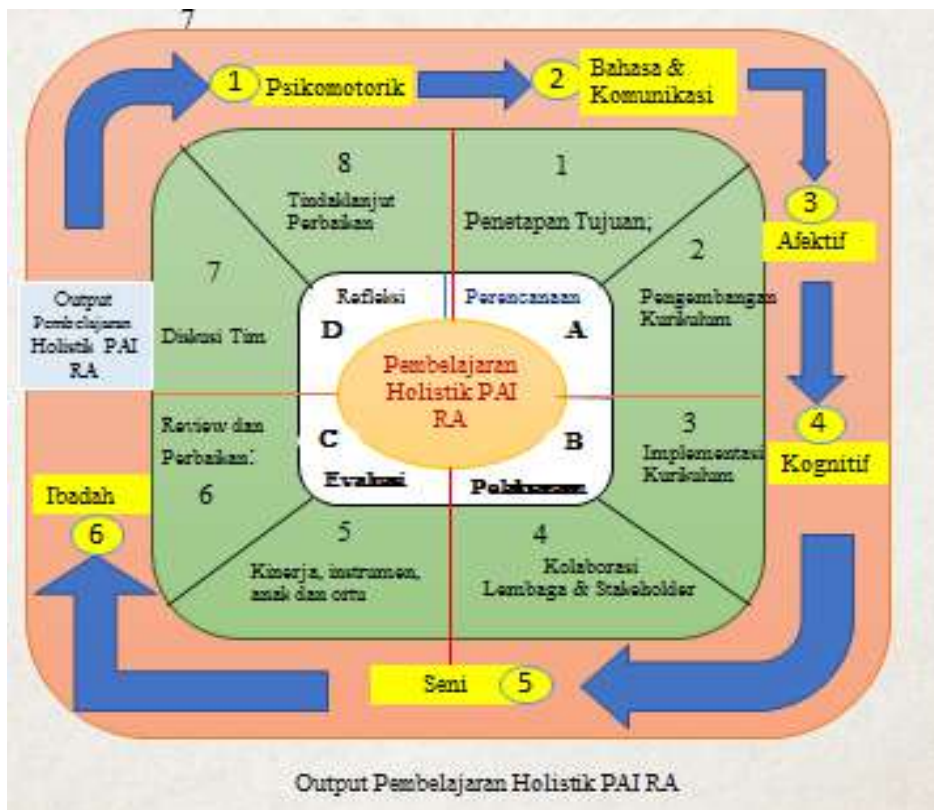 7
1 Psikomotorik
2 Bahasa &
Komunikasi
3
Afektif
4
Kognitif
Seni 5
Ibadah
6
Output
Pembelajaran
Holistik PAI
RA
8
Tindaklanjut
Perbaikan
1
Penetapan Tujuan;
2
Pengembangan
Kurikulum
3
Implementasi
Kurikulum
4
Kolaborasi
Lembaga & Stakeholder
5
Kinerja, instrumen,
anak dan ortu
Review dan
Perbaikan:
6
7
Diskusi Tim
Refleksi
D
Perencanaan
A
B
C
Evaluasi
Pembelajaran
Holistik PAI
RA
Output Pembelajaran Holistik PAI RA